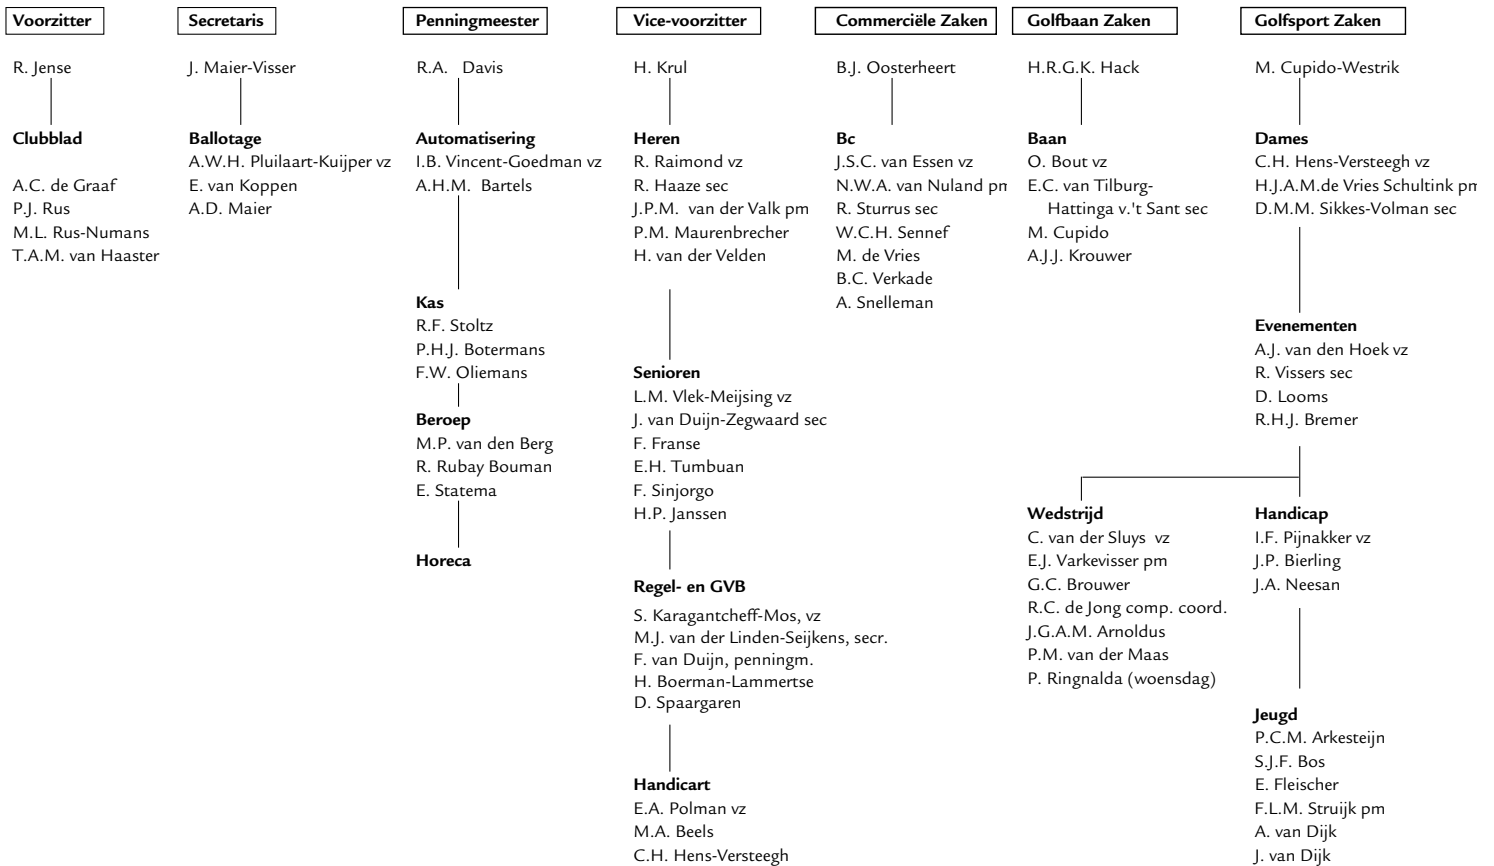 Voorzitter
R. Jense
Clubblad
A.C. de Graaf
P.J. Rus
M.L. Rus-Numans
T.A.M. van Haaster
Secretaris
J. Maier-Visser
Ballotage
A.W.H. Pluilaart-Kuijper vz
E. van Koppen
A.D. Maier
Penningmeester
R.A. Davis
Automatisering
I.B. Vincent-Goedman vz
A.H.M. Bartels
Kas
R.F. Stoltz
P.H.J. Botermans
F.W. Oliemans
Beroep
M.P. van den Berg
R. Rubay Bouman
E. Statema
Horeca
Vice-voorzitter
H. Krul
Heren
R. Raimond vz
R. Haaze sec
J.P.M. van der Valk pm
P.M. Maurenbrecher
H. van der Velden
Senioren
L.M. Vlek-Meijsing vz
J. van Duijn-Zegwaard sec
F. Franse
E.H. Tumbuan
F. Sinjorgo
H.P. Janssen
Regel- en GVB
S. Karagantcheff-Mos, vz
M.J. van der Linden-Seijkens, secr.
F. van Duijn, penningm.
H. Boerman-Lammertse
D. Spaargaren
Handicart
E.A. Polman vz
M.A. Beels
C.H. Hens-Versteegh
Commerciële Zaken
B.J. Oosterheert
Bc
J.S.C. van Essen vz
N.W.A. van Nuland pm
R. Sturrus sec
W.C.H. Sennef
M. de Vries
B.C. Verkade
A. Snelleman
Golfbaan Zaken
H.R.G.K. Hack
Baan
O. Bout vz
E.C. van Tilburg-
Hattinga v.'t Sant sec
M. Cupido
A.J.J. Krouwer
Golfsport Zaken
M. Cupido-Westrik
Dames
C.H. Hens-Versteegh vz
H.J.A.M.de Vries Schultink pm
D.M.M. Sikkes-Volman sec
Evenementen
A.J. van den Hoek vz
R. Vissers sec
D. Looms
R.H.J. Bremer
Wedstrijd
C. van der Sluys vz
E.J. Varkevisser pm
G.C. Brouwer
R.C. de Jong comp. coord.
J.G.A.M. Arnoldus
P.M. van der Maas
P. Ringnalda (woensdag)
Handicap
I.F. Pijnakker vz
J.P. Bierling
J.A. Neesan
Jeugd
P.C.M. Arkesteijn
S.J.F. Bos
E. Fleischer
F.L.M. Struijk pm
A. van Dijk
J. van Dijk